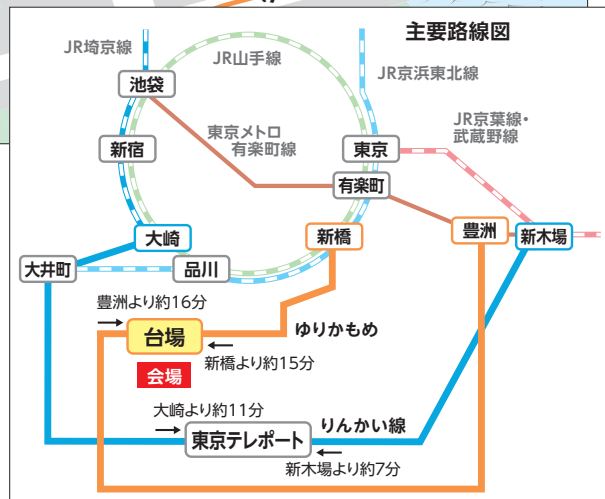 主要路線図
JR埼京線
JR山手線
JR京浜東北線
池袋
東京メトロ
有楽町線
JR京葉線・
武蔵野線
新宿
東京
有楽町
大崎
新橋
豊洲
新木場
大井町
品川
豊洲より約16分
台場
ゆりかもめ
新橋より約15分
会場
大崎より約11分
東京テレポート
りんかい線
新木場より約7分